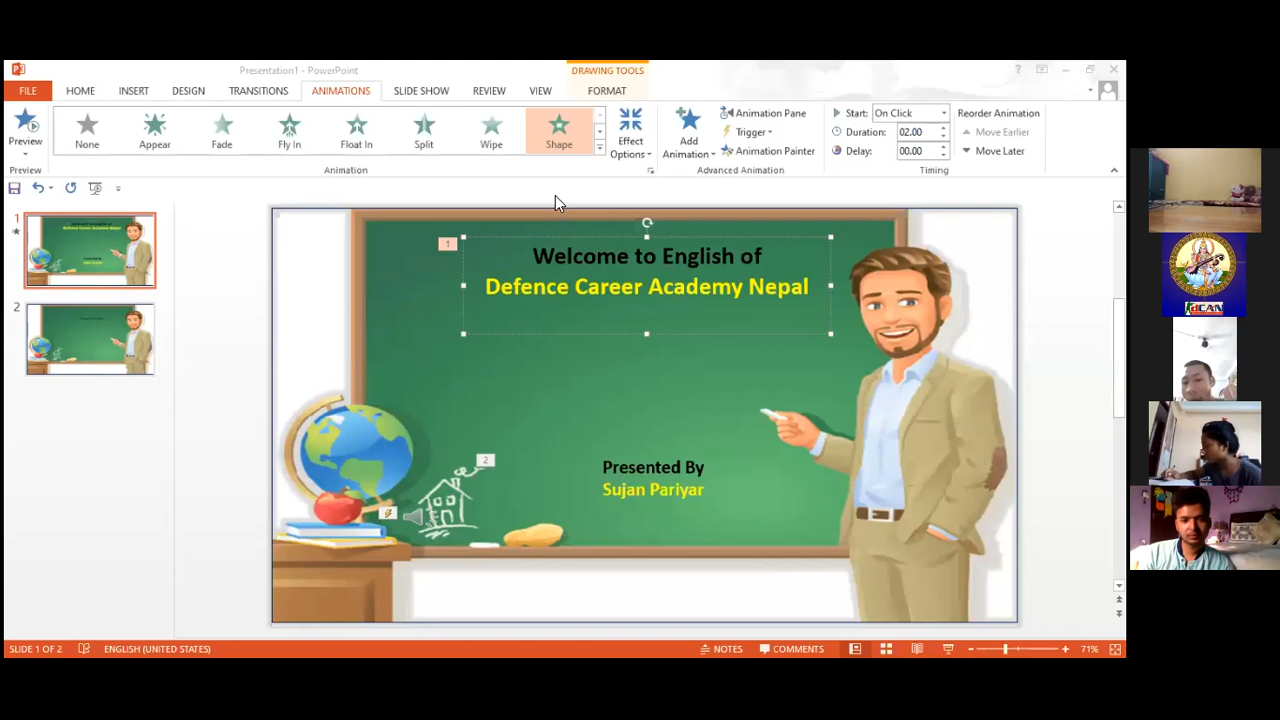 Presentation1 - PowerPoint
DRAWING TOOLS
FILE
HOME
INSERT
DESIGN
TRANSITIONS
ANIMATIONS
SLIDE SHOW
REVIEW
VIEW
FORMAT
Preview
None
Appear
Fade
Fly In
Float In
Split
Wipe
Shape
Effect
Options
Add
Animation
Animation Pane
Trigger
Animation Painter
Start: On Click
Duration: 02.00
Delay: 00.00
Reorder Animation
Move Earlier
Move Later
Preview
Animation
Advanced Animation
Timing
1
2
1
Welcome to English of
Defence Career Academy Nepal
2
Presented By
Sujan Pariyar
SLIDE 1 OF 2
ENGLISH (UNITED STATES)
NOTES
COMMENTS
71%